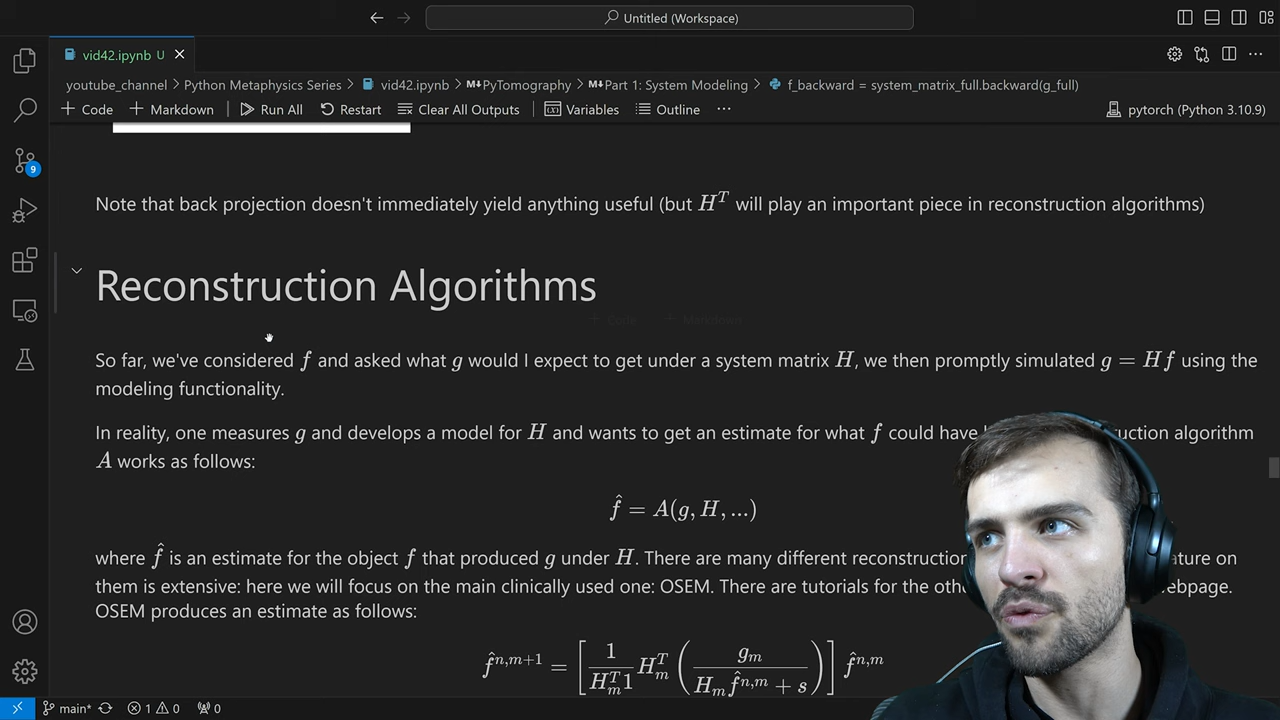 Untitled (Workspace)
vid42.ipynb U
youtube_channel > Python Metaphysics Series > vid42.ipynb > PyTomography > Part 1: System Modeling > f_backward = system_matrix_full.backward(g_full)
+ Code + Markdown Run All Restart Clear All Outputs Variables Outline ... pytorch (Python 3.10.9)
Note that back projection doesn't immediately yield anything useful (but H^T will play an important piece in reconstruction algorithms)
Reconstruction Algorithms
+ Code + Markdown
So far, we've considered f and asked what g would I expect to get under a system matrix H, we then promptly simulated g = Hf using the
modeling functionality.
In reality, one measures g and develops a model for H and wants to get an estimate for what f could have algorithm
A works as follows:
f̂ = A(g, H, ...)
where f̂ is an estimate for the object f that produced g under H. There are many different reconstruction on
them is extensive: here we will focus on the main clinically used one: OSEM. There are tutorials for the
OSEM produces an estimate as follows:
f̂^{n,m+1} = [ 1 / (H_m^T 1) H_m^T ( g_m / (H_m f̂^{n,m} + s) ) ] f̂^{n,m}
9
main* 1 0 0